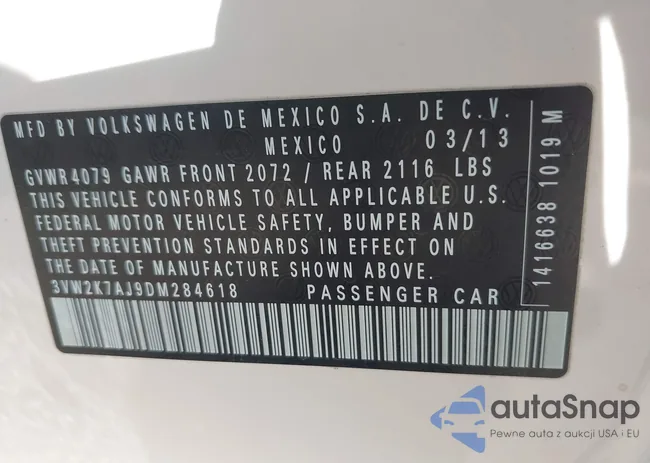 MFD BY VOLKSWAGEN DE MEXICO S.A. DE C.V.
MEXICO 03/13
GVWR 4079 GAWR FRONT 2072 / REAR 2116 LBS
THIS VEHICLE CONFORMS TO ALL APPLICABLE U.S.
FEDERAL MOTOR VEHICLE SAFETY, BUMPER AND
THEFT PREVENTION STANDARDS IN EFFECT ON
THE DATE OF MANUFACTURE SHOWN ABOVE.
3VW2K7AJ9DM284618 PASSENGER CAR
1416638 1019 M
autaSnap
Pewne auta z aukcji USA i EU